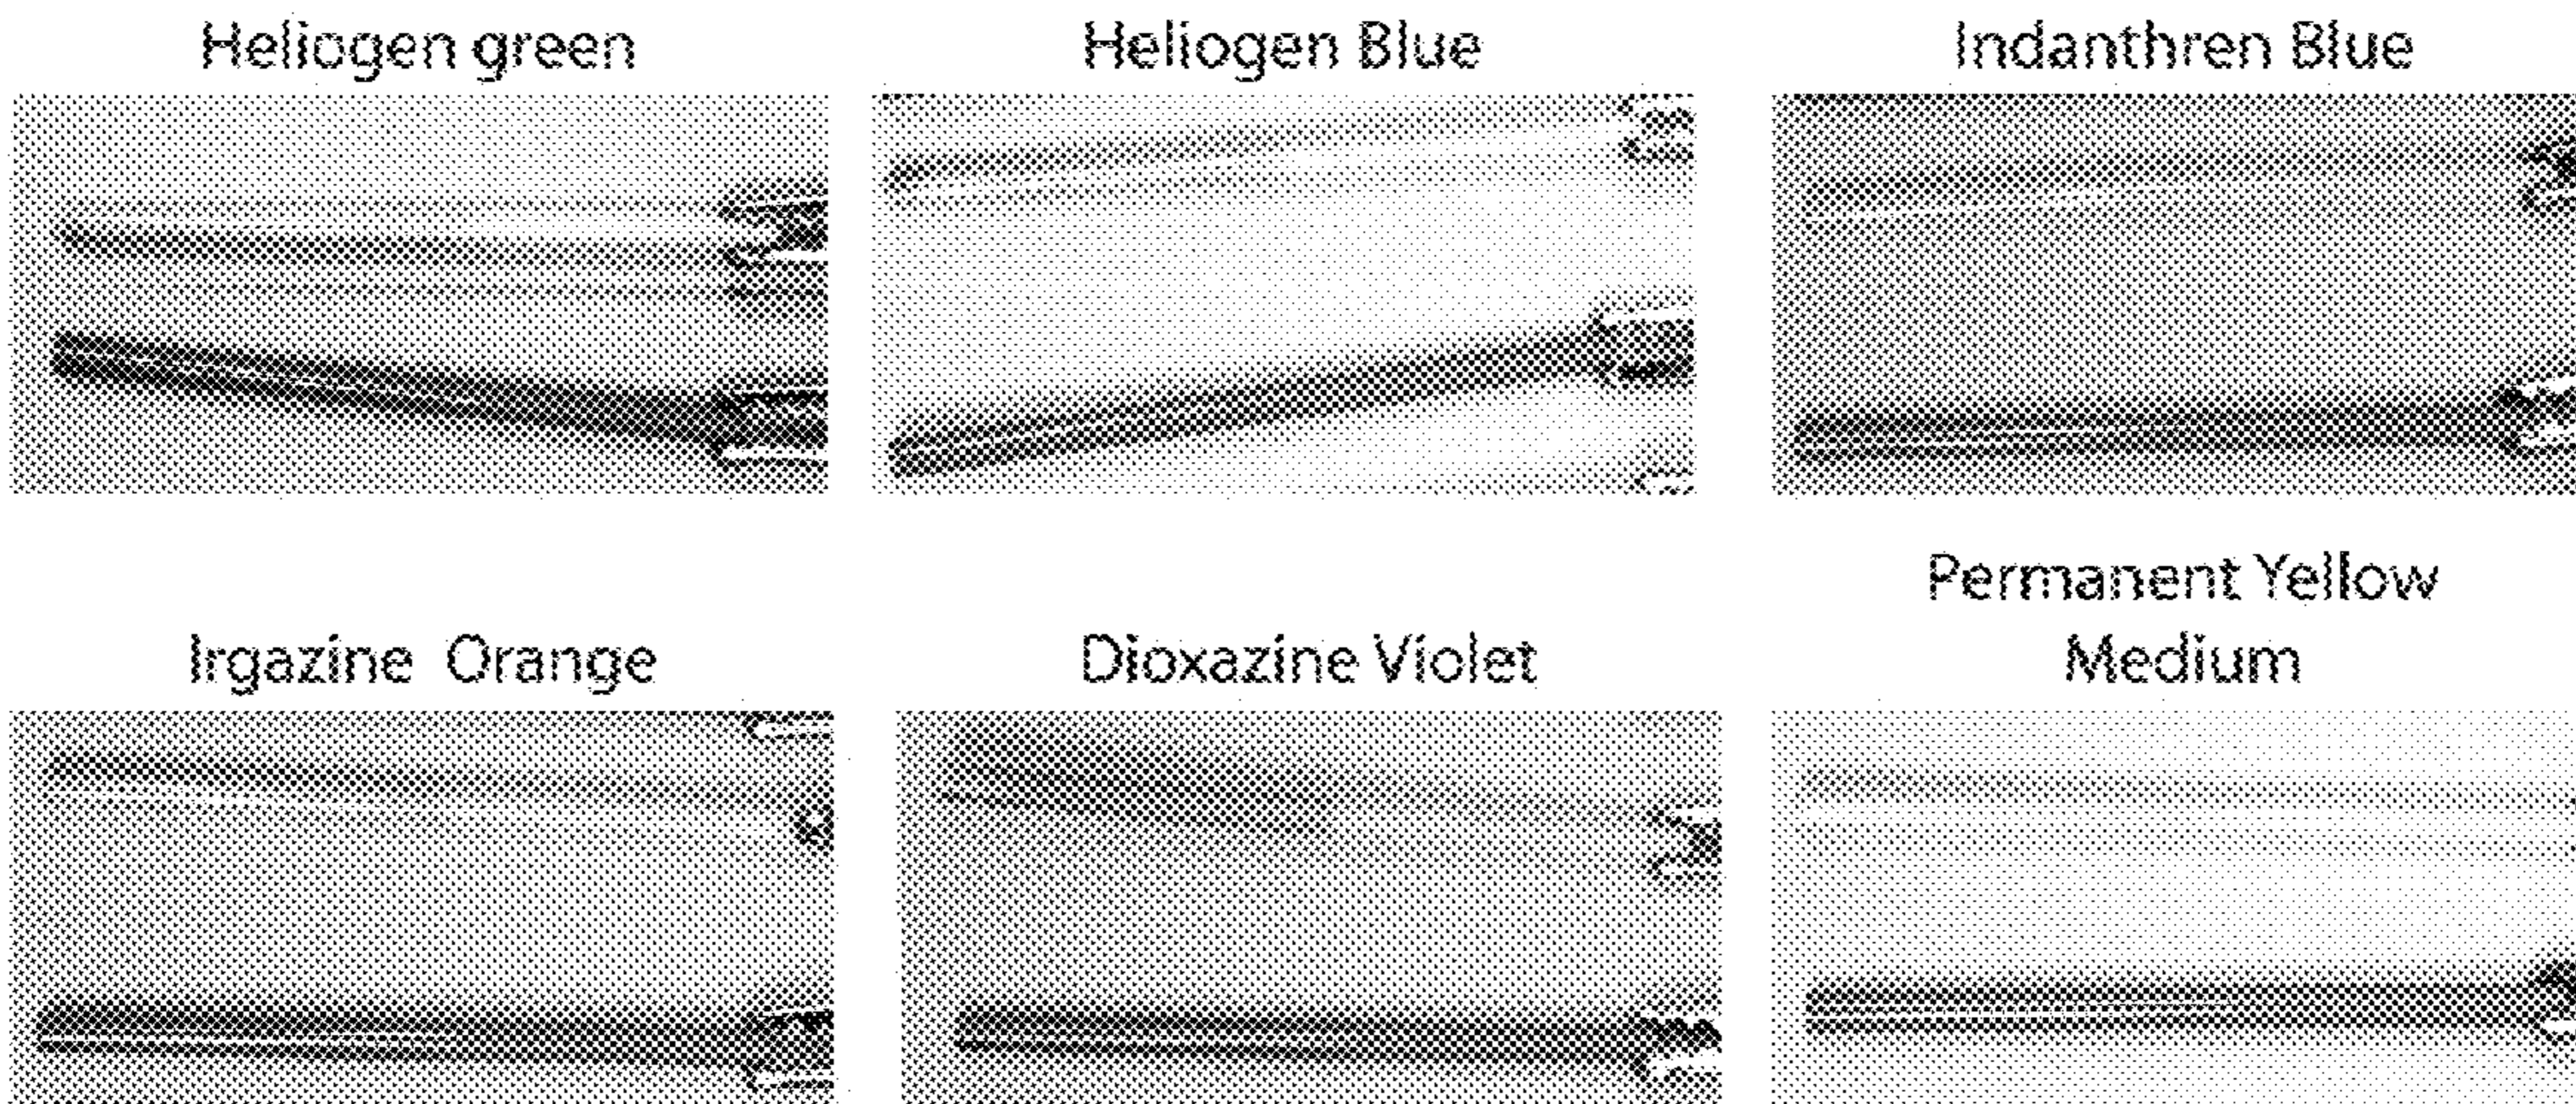 Heliogen green
Heliogen Blue
Indanthren Blue
Irgazine Orange
Dioxazine Violet
Permanent Yellow
Medium